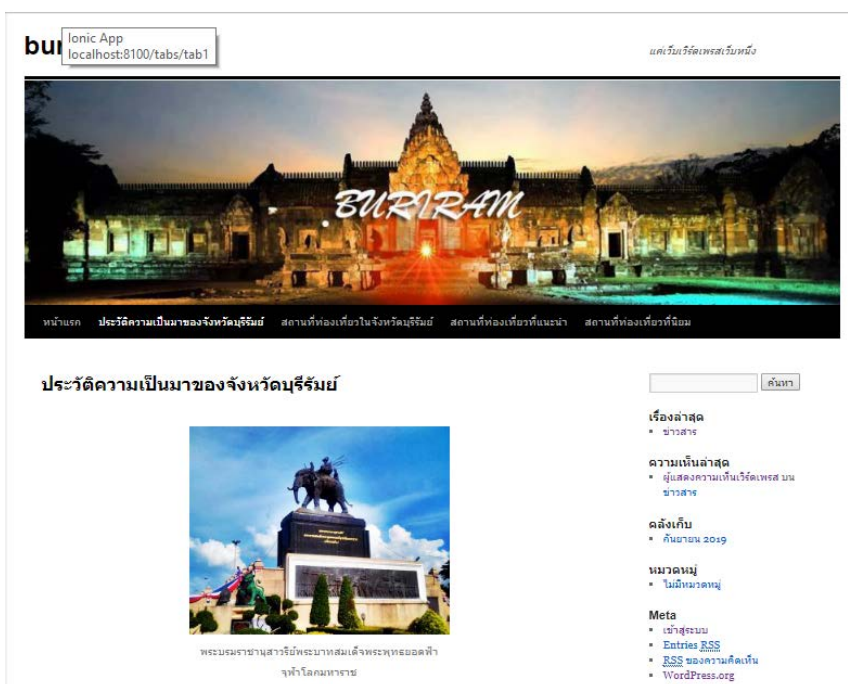 bur
Ionic App
localhost:8100/tabs/tab1
แค่เว็บเวิร์ดเพรสเว็บหนึ่ง
BURIRAM
หน้าแรก ประวัติความเป็นมาของจังหวัดบุรีรัมย์ สถานที่ท่องเที่ยวในจังหวัดบุรีรัมย์ สถานที่ท่องเที่ยวที่แนะนำ สถานที่ท่องเที่ยวที่นิยม
ประวัติความเป็นมาของจังหวัดบุรีรัมย์
พระบรมราชานุสาวรีย์พระบาทสมเด็จพระพุทธยอดฟ้า
จุฬาโลกมหาราช
ค้นหา
เรื่องล่าสุด
ข่าวสาร
ความเห็นล่าสุด
ผู้แสดงความเห็นเวิร์ดเพรส บน
ข่าวสาร
คลังเก็บ
กันยายน 2019
หมวดหมู่
ไม่มีหมวดหมู่
Meta
เข้าสู่ระบบ
Entries RSS
RSS ของความคิดเห็น
WordPress.org